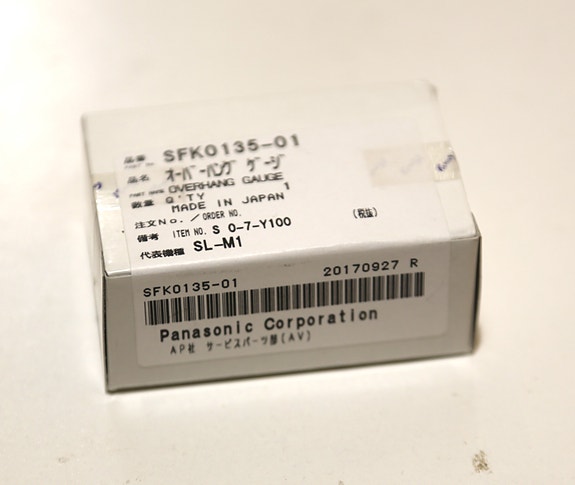 品番 SFK0135-01
PART No.
品名 オーバーハング ゲージ
PART NAME OVERHANG GAUGE
数量 Q'TY 1
MADE IN JAPAN
注文No./ORDER NO.
備考 ITEM NO. S 0-7-Y100 (税抜)
代表機種 SL-M1
SFK0135-01 20170927 R
Panasonic Corporation
AP社 サービスパーツ部(AV)